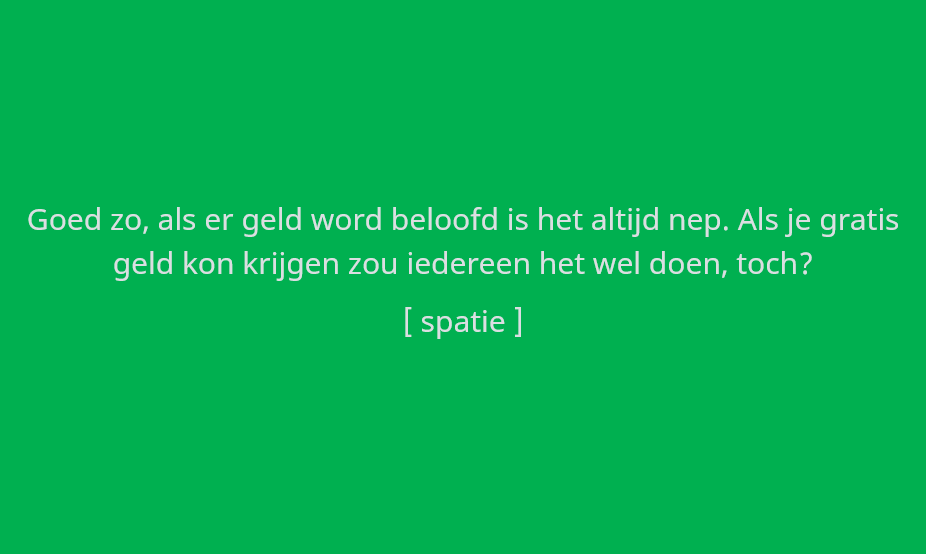 Goed zo, als er geld word beloofd is het altijd nep. Als je gratis
geld kon krijgen zou iedereen het wel doen, toch?
[ spatie ]